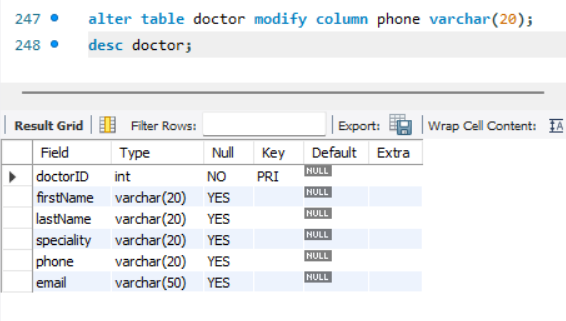 247 alter table doctor modify column phone varchar(20);
248 desc doctor;
Result Grid Filter Rows: Export: Wrap Cell Content: IA
Field Type Null Key Default Extra
doctorID int NO PRI NULL
firstName varchar(20) YES NULL
lastName varchar(20) YES NULL
speciality varchar(20) YES NULL
phone varchar(20) YES NULL
email varchar(50) YES NULL